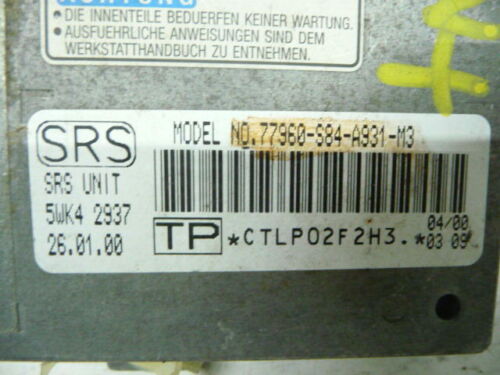 • DIE INNENTEILE BEDUERFEN KEINER WARTUNG.
• AUSFUEHRLICHE ANWEISUNGEN SIND DEM
WERKSTATTHANDBUCH ZU ENTNEHMEN.
MODEL NO. 77960-S84-A931-M3
SRS
SRS UNIT
5WK4 2937
26.01.00
TP
*CTLP02F2H3.*
04/00
03 09